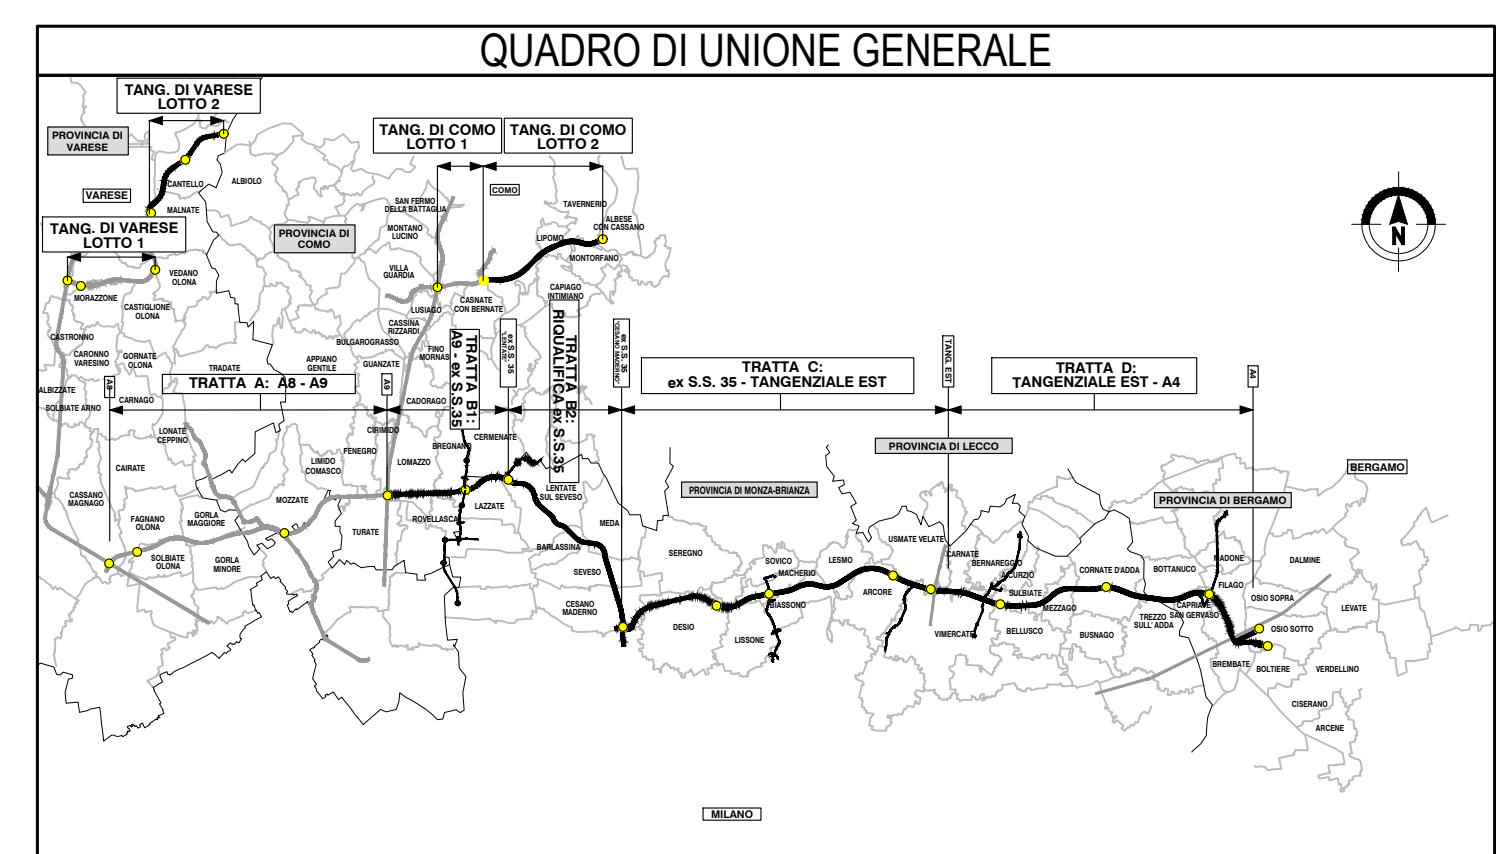 QUADRO DI UNIONE GENERALE
TANG. DI VARESE
LOTTO 2
PROVINCIA DI
VARESE
TANG. DI COMO
LOTTO 1
TANG. DI COMO
LOTTO 2
CANTELLO
ALBIOLO
VARESE
MALNATE
COMO
SAN FERMO
DELLA BATTAGLIA
TAVERNERIO
ALBESE
CON CASSANO
TANG. DI VARESE
LOTTO 1
PROVINCIA DI
COMO
MONTANO
LUCINO
LIPOMO
MONTORFANO
N
VEDANO
OLONA
VILLA
GUARDIA
MORAZZONE
CASTIGLIONE
OLONA
CAPIAGO
INTIMIANO
CASNATE
CON BERNATE
LUSIAGO
CASSINA
RIZZARDI
CASTRONNO
BULGAROGRASSO
FINO
MORNAS
CARONNO
VARESINO
GORNATE
OLONA
TRADATE
APPIANO
GENTILE
GUANZATE
TRATTA B1:
A9 - ex S.S.35
ex S.S. 35
"LENTATE"
TRATTA B2:
RIQUALIFICA ex S.S.35
ex S.S. 35
"CESANO MADERNO"
TRATTA C:
ex S.S. 35 - TANGENZIALE EST
TANG. EST
TRATTA D:
TANGENZIALE EST - A4
A4
ALBIZZATE
A8
TRATTA A: A8 - A9
A9
SOLBIATE ARNO
CARNAGO
CADORAGO
LONATE
CEPPINO
CIRIMIDO
FENEGRO
BREGNANO
CERMENATE
PROVINCIA DI LECCO
CAIRATE
LIMIDO
COMASCO
LOMAZZO
BERGAMO
CASSANO
MAGNAGO
MOZZATE
LENTATE
SUL SEVESO
PROVINCIA DI MONZA-BRIANZA
PROVINCIA DI BERGAMO
FAGNANO
OLONA
GORLA
MAGGIORE
ROVELLASCA
LAZZATE
MEDA
TURATE
SOLBIATE
OLONA
GORLA
MINORE
BARLASSINA
SEVESO
SEREGNO
SOVICO
MACHERIO
LESMO
USMATE VELATE
CARNATE
BERNAREGGIO
AICURZIO
SULBIATE
CORNATE D'ADDA
BOTTANUCO
MADONE
DALMINE
FILAGO
OSIO SOPRA
CESANO
MADERNO
BIASSONO
ARCORE
MEZZAGO
CAPRIATE
SAN GERVASO
LEVATE
DESIO
LISSONE
VIMERCATE
BELLUSCO
BUSNAGO
TREZZO
SULL' ADDA
OSIO SOTTO
BREMBATE
BOLTIERE
VERDELLINO
CISERANO
ARCENE
MILANO